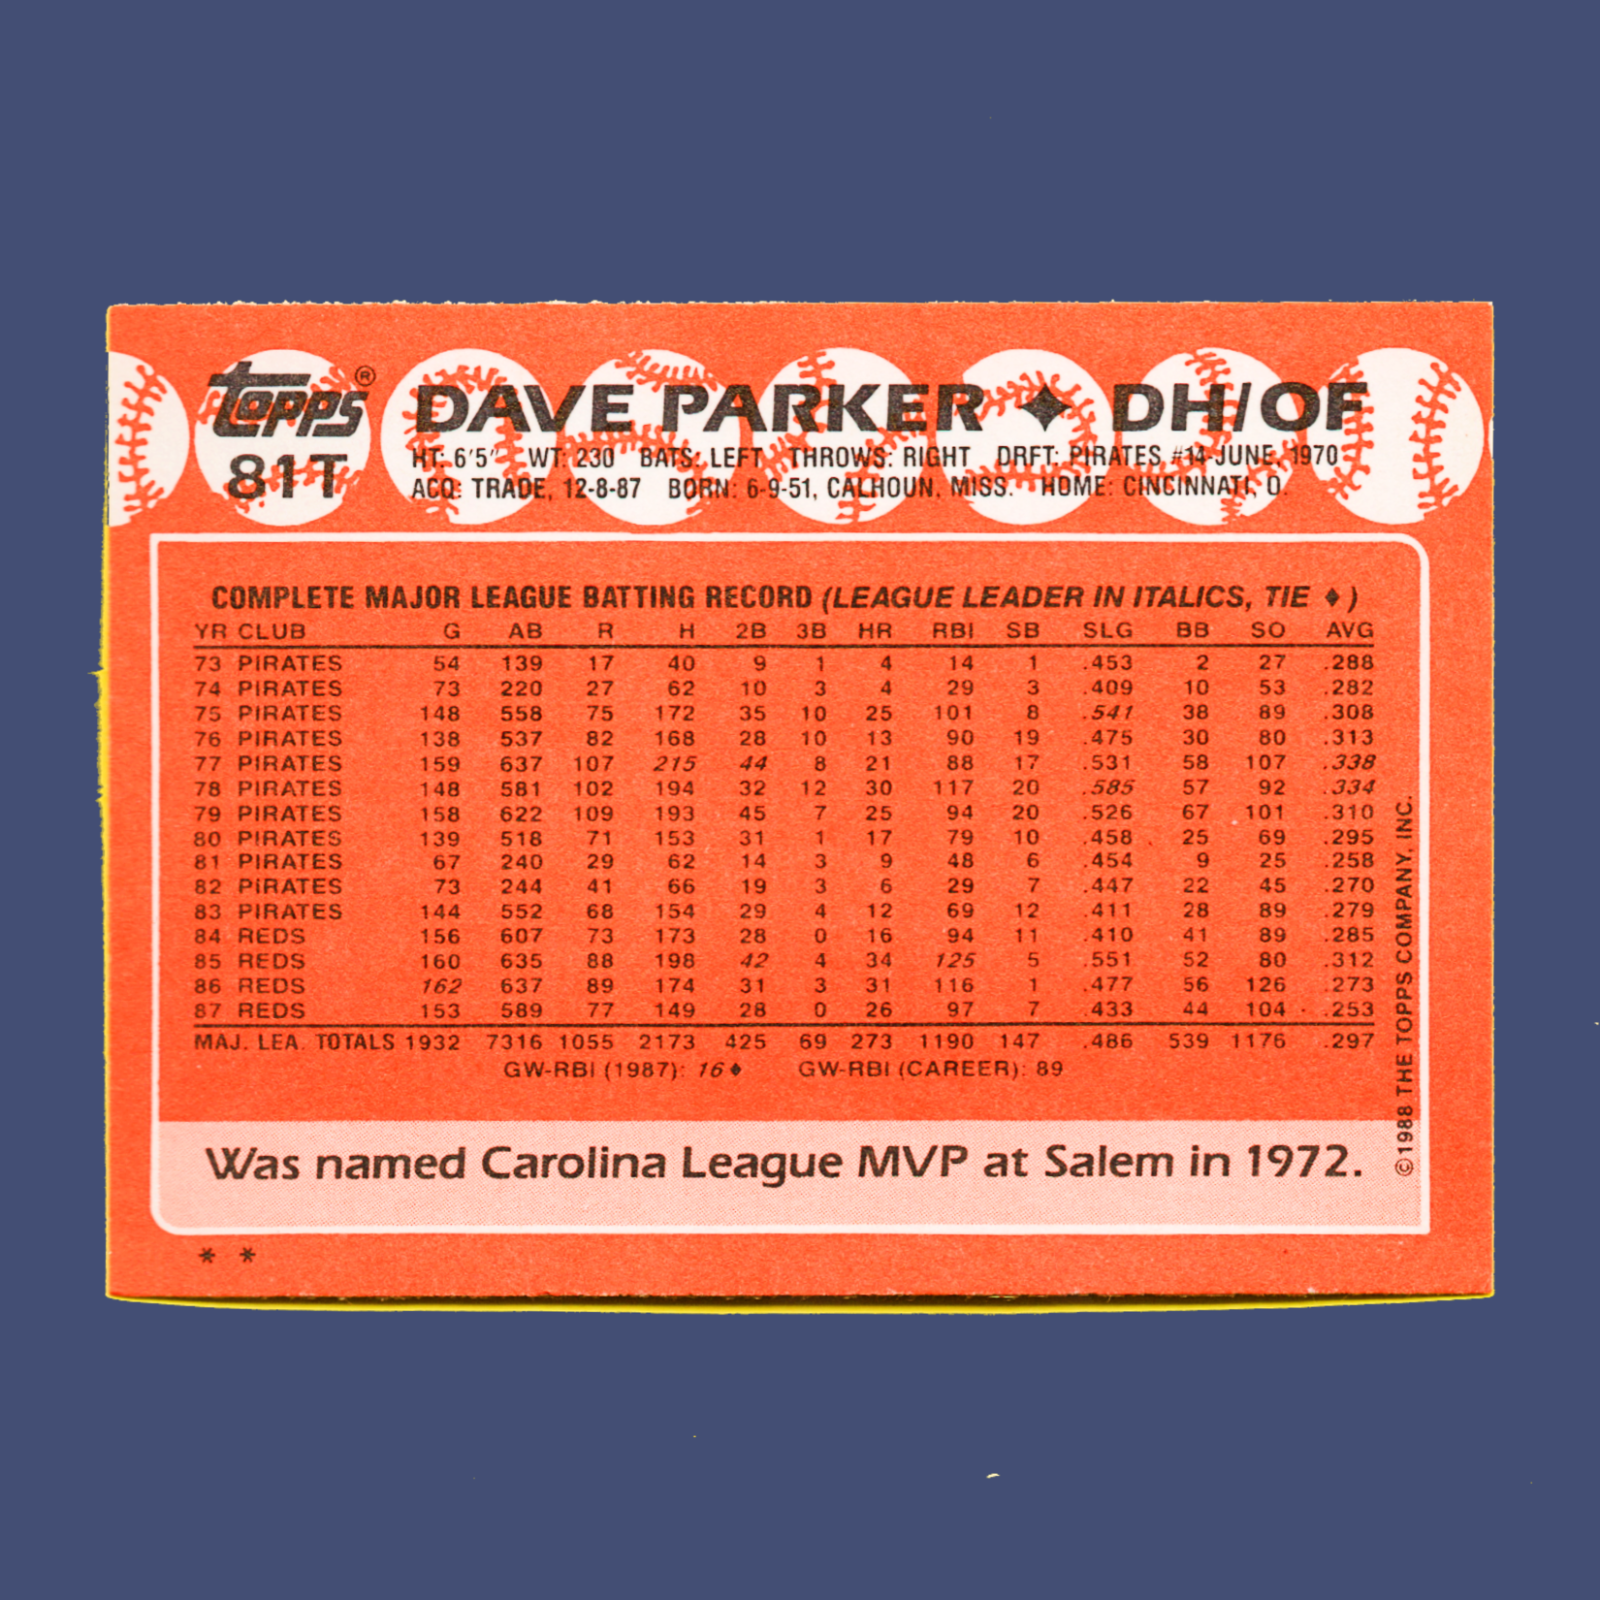 topps®
81T
DAVE PARKER ✦ DH/OF
HT: 6'5" WT: 230 BATS: LEFT THROWS: RIGHT DRFT: PIRATES #14-JUNE, 1970
ACQ: TRADE, 12-8-87 BORN: 6-9-51, CALHOUN, MISS. HOME: CINCINNATI, O.
COMPLETE MAJOR LEAGUE BATTING RECORD (LEAGUE LEADER IN ITALICS, TIE ♦)
YR CLUB G AB R H 2B 3B HR RBI SB SLG BB SO AVG
73 PIRATES 54 139 17 40 9 1 4 14 1 .453 2 27 .288
74 PIRATES 73 220 27 62 10 3 4 29 3 .409 10 53 .282
75 PIRATES 148 558 75 172 35 10 25 101 8 .541 38 89 .308
76 PIRATES 138 537 82 168 28 10 13 90 19 .475 30 80 .313
77 PIRATES 159 637 107 215 44 8 21 88 17 .531 58 107 .338
78 PIRATES 148 581 102 194 32 12 30 117 20 .585 57 92 .334
79 PIRATES 158 622 109 193 45 7 25 94 20 .526 67 101 .310
80 PIRATES 139 518 71 153 31 1 17 79 10 .458 25 69 .295
81 PIRATES 67 240 29 62 14 3 9 48 6 .454 9 25 .258
82 PIRATES 73 244 41 66 19 3 6 29 7 .447 22 45 .270
83 PIRATES 144 552 68 154 29 4 12 69 12 .411 28 89 .279
84 REDS 156 607 73 173 28 0 16 94 11 .410 41 89 .285
85 REDS 160 635 88 198 42 4 34 125 5 .551 52 80 .312
86 REDS 162 637 89 174 31 3 31 116 1 .477 56 126 .273
87 REDS 153 589 77 149 28 0 26 97 7 .433 44 104 .253
MAJ. LEA. TOTALS 1932 7316 1055 2173 425 69 273 1190 147 .486 539 1176 .297
GW-RBI (1987): 16♦ GW-RBI (CAREER): 89
Was named Carolina League MVP at Salem in 1972.
©1988 THE TOPPS COMPANY, INC.
* *